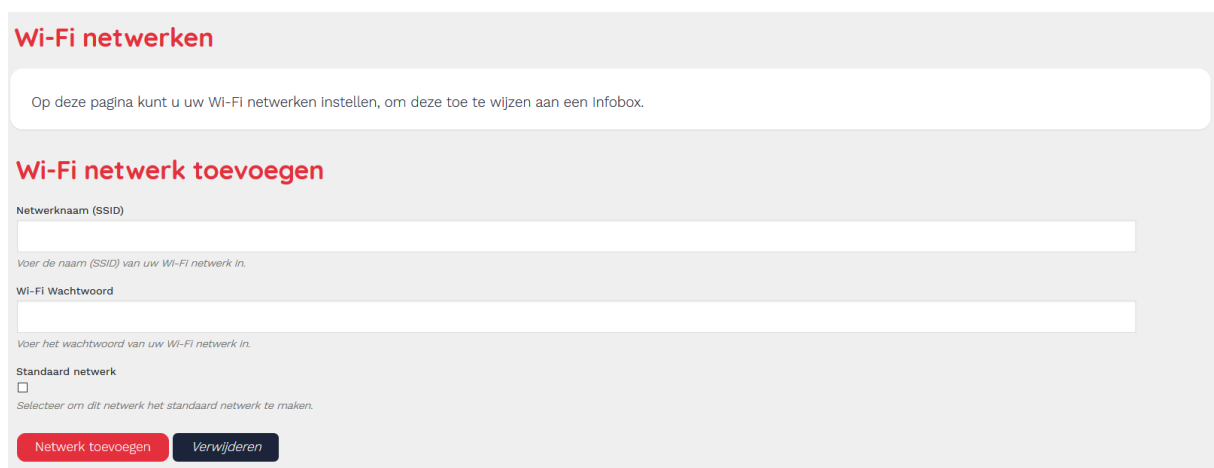 Wi-Fi netwerken
Op deze pagina kunt u uw Wi-Fi netwerken instellen, om deze toe te wijzen aan een Infobox.
Wi-Fi netwerk toevoegen
Netwerknaam (SSID)
Voer de naam (SSID) van uw Wi-Fi netwerk in.
Wi-Fi Wachtwoord
Voer het wachtwoord van uw Wi-Fi netwerk in.
Standaard netwerk
Selecteer om dit netwerk het standaard netwerk te maken.
Netwerk toevoegen Verwijderen